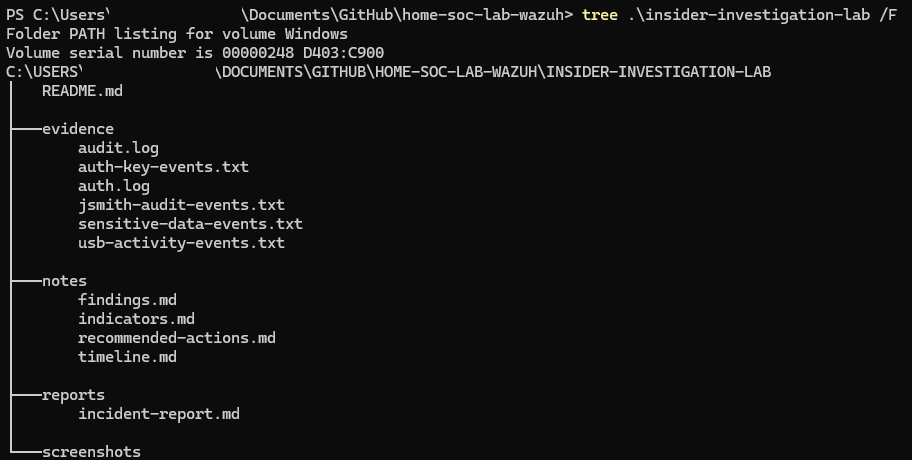 PS C:\Users\ \Documents\GitHub\home-soc-lab-wazuh> tree .\insider-investigation-lab /F
Folder PATH listing for volume Windows
Volume serial number is 00000248 D403:C900
C:\USERS\ \DOCUMENTS\GITHUB\HOME-SOC-LAB-WAZUH\INSIDER-INVESTIGATION-LAB
README.md
evidence
audit.log
auth-key-events.txt
auth.log
jsmith-audit-events.txt
sensitive-data-events.txt
usb-activity-events.txt
notes
findings.md
indicators.md
recommended-actions.md
timeline.md
reports
incident-report.md
screenshots